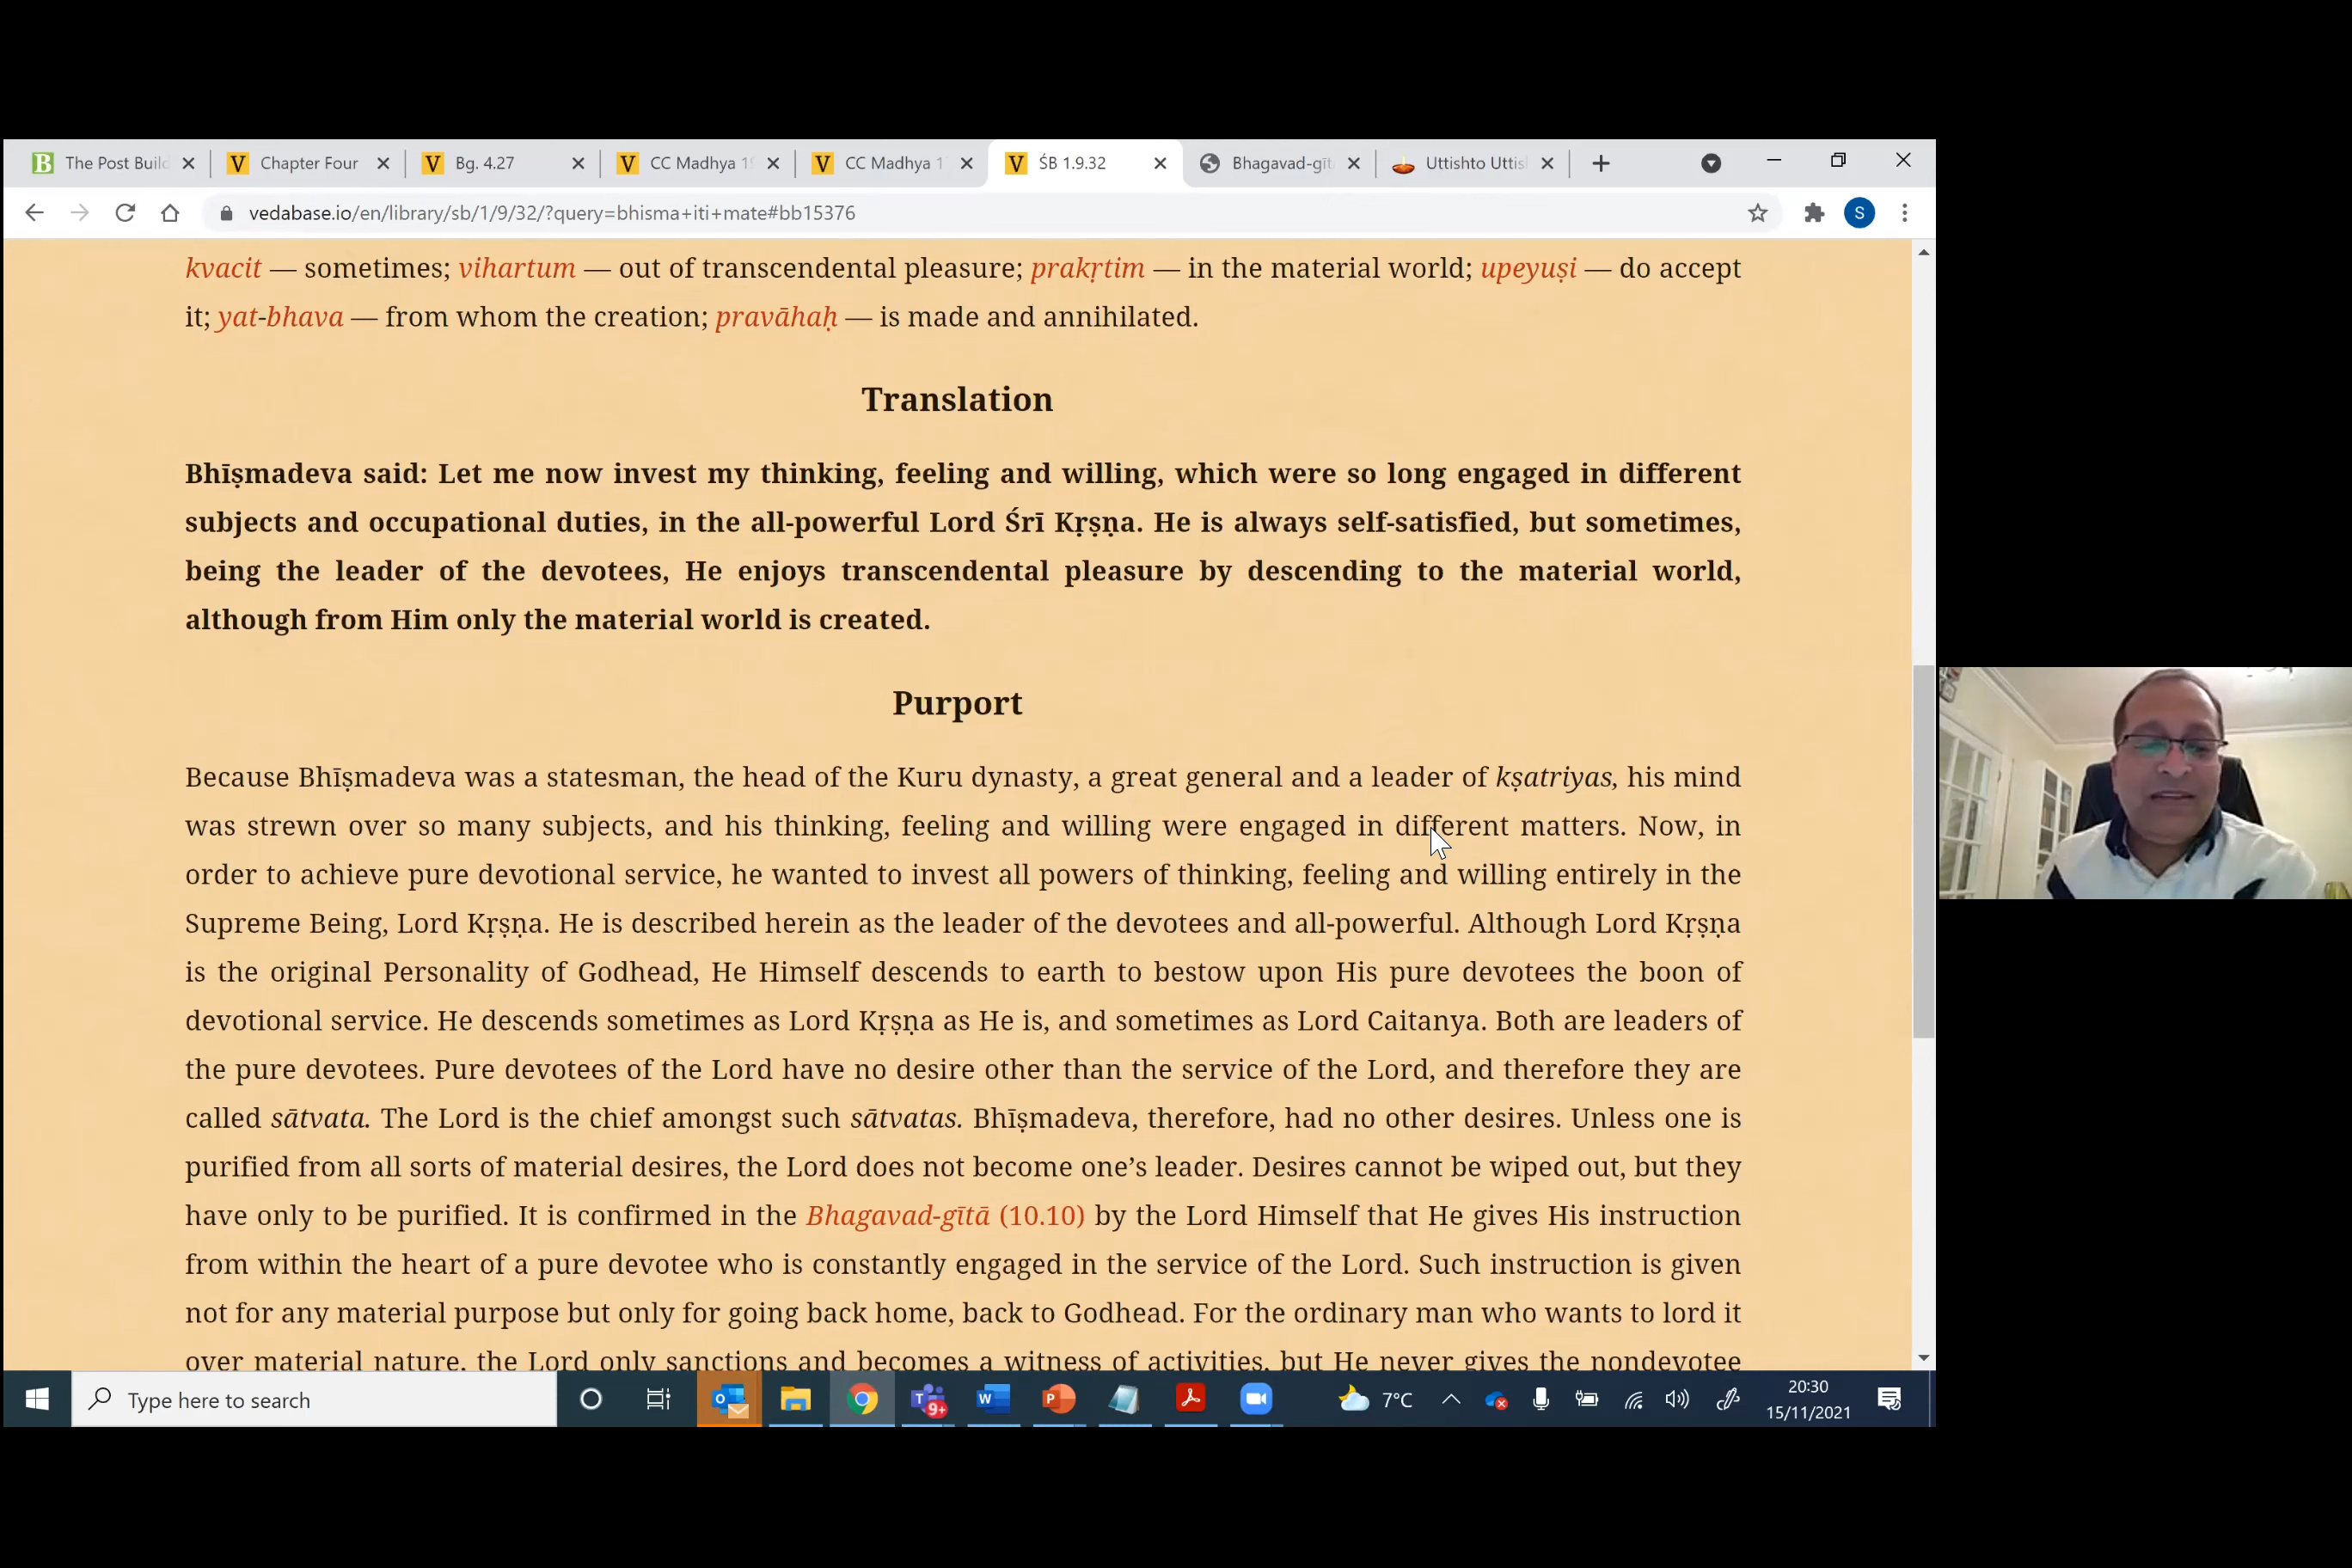 The Post Build
Chapter Four
Bg. 4.27
CC Madhya 1
CC Madhya 1
ŚB 1.9.32
Bhagavad-gīt
Uttishto Uttis
vedabase.io/en/library/sb/1/9/32/?query=bhisma+iti+mate#bb15376
S
kvacit — sometimes; vihartum — out of transcendental pleasure; prakṛtim — in the material world; upeyuṣi — do accept
it; yat-bhava — from whom the creation; pravāhaḥ — is made and annihilated.
Translation
Bhīṣmadeva said: Let me now invest my thinking, feeling and willing, which were so long engaged in different
subjects and occupational duties, in the all-powerful Lord Śrī Kṛṣṇa. He is always self-satisfied, but sometimes,
being the leader of the devotees, He enjoys transcendental pleasure by descending to the material world,
although from Him only the material world is created.
Purport
Because Bhīṣmadeva was a statesman, the head of the Kuru dynasty, a great general and a leader of kṣatriyas, his mind
was strewn over so many subjects, and his thinking, feeling and willing were engaged in different matters. Now, in
order to achieve pure devotional service, he wanted to invest all powers of thinking, feeling and willing entirely in the
Supreme Being, Lord Kṛṣṇa. He is described herein as the leader of the devotees and all-powerful. Although Lord Kṛṣṇa
is the original Personality of Godhead, He Himself descends to earth to bestow upon His pure devotees the boon of
devotional service. He descends sometimes as Lord Kṛṣṇa as He is, and sometimes as Lord Caitanya. Both are leaders of
the pure devotees. Pure devotees of the Lord have no desire other than the service of the Lord, and therefore they are
called sātvata. The Lord is the chief amongst such sātvatas. Bhīṣmadeva, therefore, had no other desires. Unless one is
purified from all sorts of material desires, the Lord does not become one’s leader. Desires cannot be wiped out, but they
have only to be purified. It is confirmed in the Bhagavad-gītā (10.10) by the Lord Himself that He gives His instruction
from within the heart of a pure devotee who is constantly engaged in the service of the Lord. Such instruction is given
not for any material purpose but only for going back home, back to Godhead. For the ordinary man who wants to lord it
over material nature, the Lord only sanctions and becomes a witness of activities, but He never gives the nondevotee
Type here to search
9+
7°C
20:30
15/11/2021